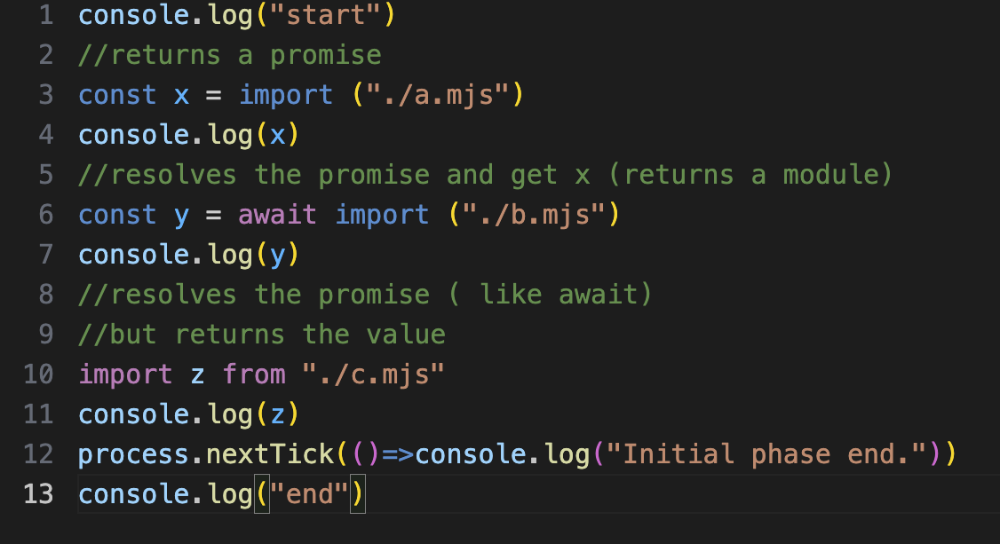 1 console.log("start")
2 //returns a promise
3 const x = import ("./a.mjs")
4 console.log(x)
5 //resolves the promise and get x (returns a module)
6 const y = await import ("./b.mjs")
7 console.log(y)
8 //resolves the promise ( like await)
9 //but returns the value
10 import z from "./c.mjs"
11 console.log(z)
12 process.nextTick(()=>console.log("Initial phase end."))
13 console.log("end")